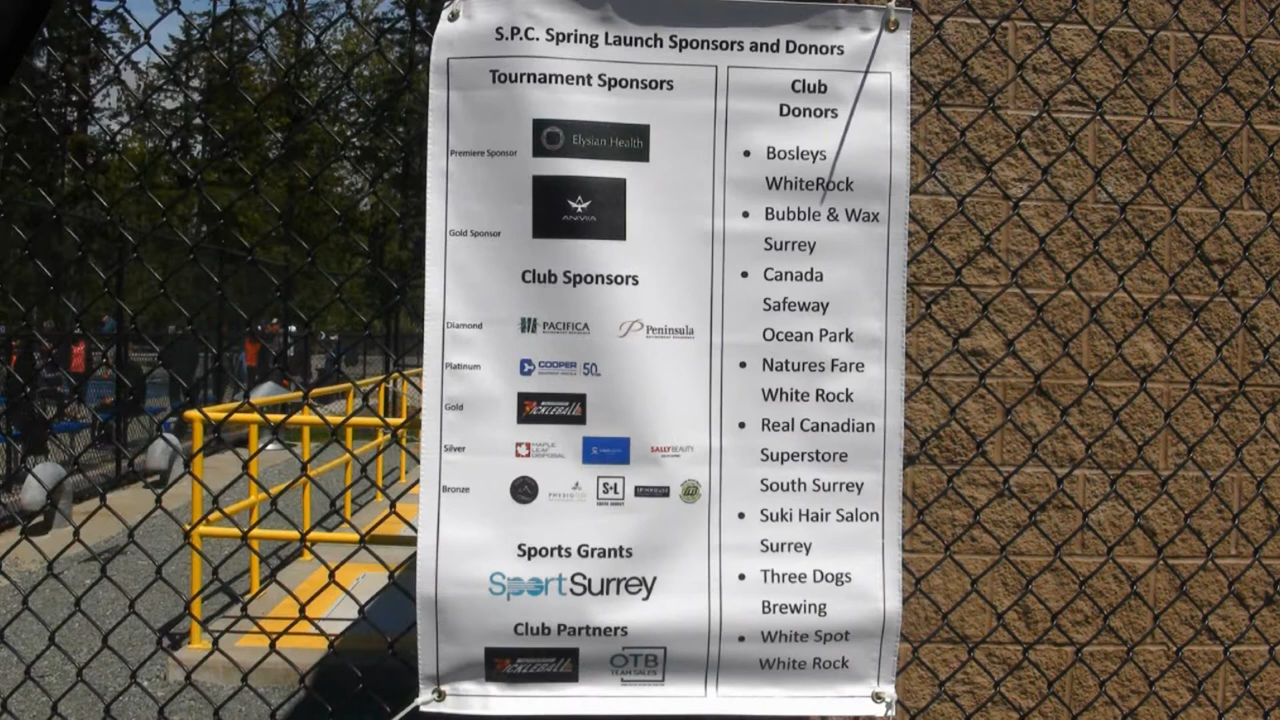 S.P.C. Spring Launch Sponsors and Donors
Tournament Sponsors
Premiere Sponsor
Elysian Health
Gold Sponsor
ANVIA
Club Sponsors
Diamond
PACIFICA
Peninsula
Platinum
COOPER
50
Gold
PICKLEBALL
Silver
MAPLE LEAF DISPOSAL
SALLY BEAUTY
Bronze
PHYSIO
S+L
Sports Grants
SportSurrey
Club Partners
PICKLEBALL
OTB
TEAM SALES
Club
Donors
• Bosleys
WhiteRock
• Bubble & Wax
Surrey
• Canada
Safeway
Ocean Park
• Natures Fare
White Rock
• Real Canadian
Superstore
South Surrey
• Suki Hair Salon
Surrey
• Three Dogs
Brewing
• White Spot
White Rock